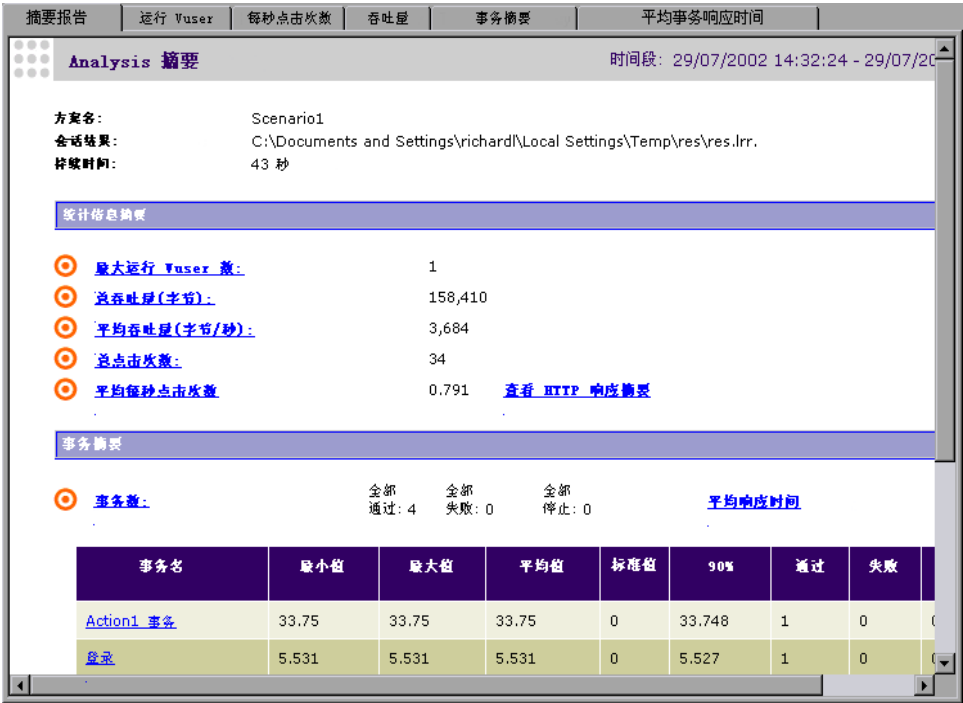 摘要报告 运行 Vuser 每秒点击次数 吞吐量 事务摘要 平均事务响应时间
Analysis 摘要 时间段: 29/07/2002 14:32:24 - 29/07/20
方案名: Scenario1
会话结果: C:\Documents and Settings\richardl\Local Settings\Temp\res\res.lrr.
持续时间: 43 秒
统计信息摘要
最大运行 Vuser 数: 1
总吞吐量(字节): 158,410
平均吞吐量(字节/秒): 3,684
总点击次数: 34
平均每秒点击次数 0.791 查看 HTTP 响应摘要
事务摘要
事务数: 全部通过: 4 全部失败: 0 全部停止: 0 平均响应时间
事务名 最小值 最大值 平均值 标准值 90% 通过 失败
Action1 事务 33.75 33.75 33.75 0 33.748 1 0
登录 5.531 5.531 5.531 0 5.527 1 0